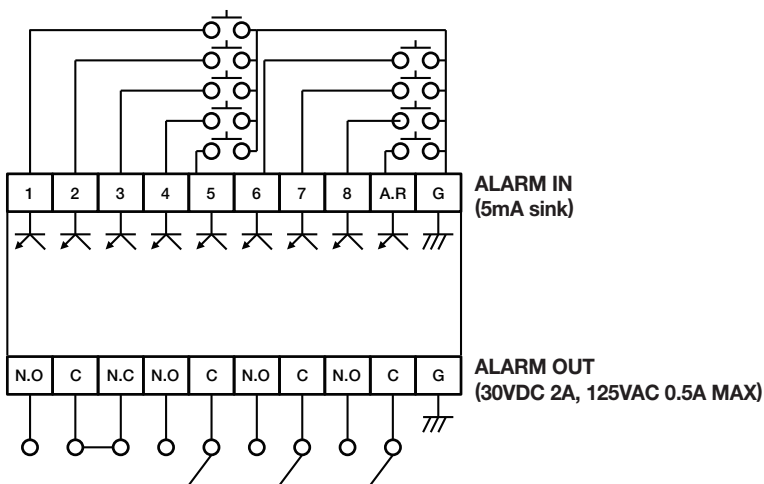 1 2 3 4 5 6 7 8 A.R G
ALARM IN
(5mA sink)
N.O C N.C N.O C N.O C N.O C G
ALARM OUT
(30VDC 2A, 125VAC 0.5A MAX)